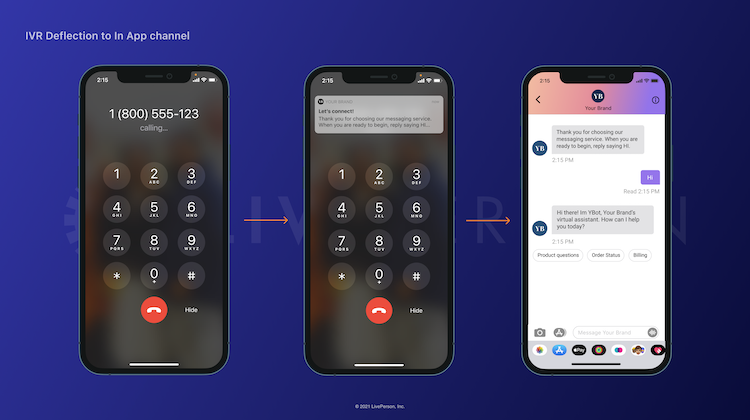 IVR Deflection to In App channel
2:15
1 (800) 555-123
calling...
1
2
ABC
3
DEF
4
GHI
5
JKL
6
MNO
7
PQRS
8
TUV
9
WXYZ
*
0
+
#
Hide
2:15
YB YOUR BRAND
Let's connect!
Thank you for choosing our messaging service.
When you are ready to begin, reply saying Hi...
1
2
ABC
3
DEF
4
GHI
5
JKL
6
MNO
7
PQRS
8
TUV
9
WXYZ
*
0
+
#
Hide
2:15
YB
Your Brand
Thank you for choosing our
messaging service. When you are
ready to begin, reply saying Hi.
YB
2:15 PM
Hi
Read 2:15 PM
Hi there! Im YBot, Your Brand's
virtual assistant. How can I help
you today?
YB
2:15 PM
Product questions
Order Status
Billing
Message Your Brand
Pay
© 2021 LivePerson, Inc.